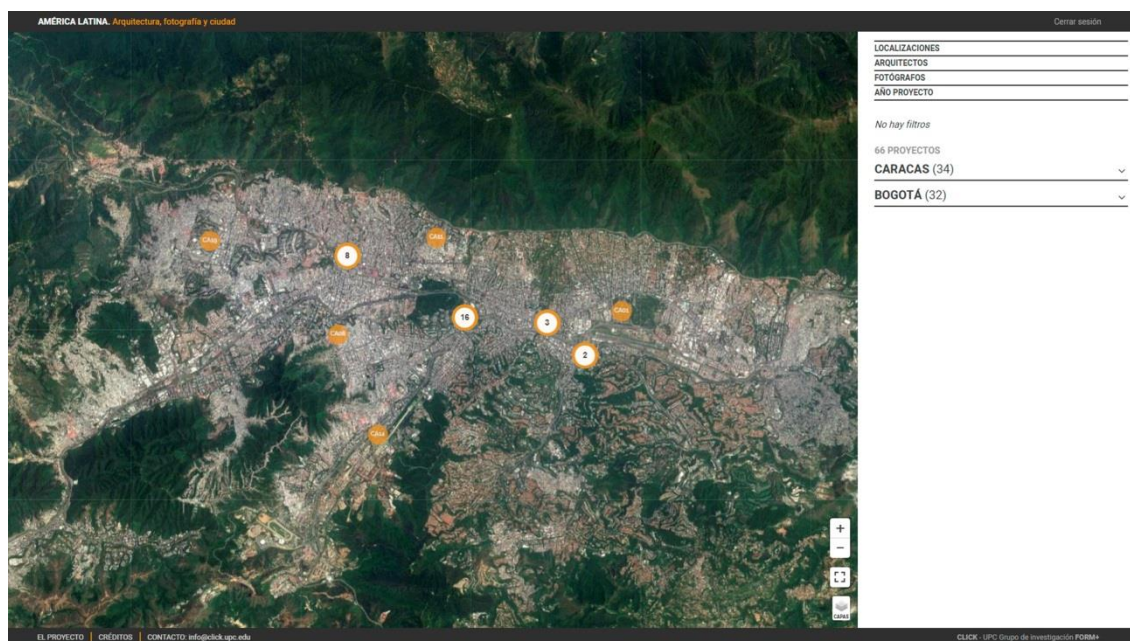 AMÉRICA LATINA. Arquitectura, fotografía y ciudad
Cerrar sesión
LOCALIZACIONES
ARQUITECTOS
FOTÓGRAFOS
AÑO PROYECTO
No hay filtros
66 PROYECTOS
CARACAS (34)
BOGOTÁ (32)
8
16
3
2
CAPAS
EL PROYECTO | CRÉDITOS | CONTACTO: info@click.upc.edu
CLICK - UPC Grupo de investigación FORM+